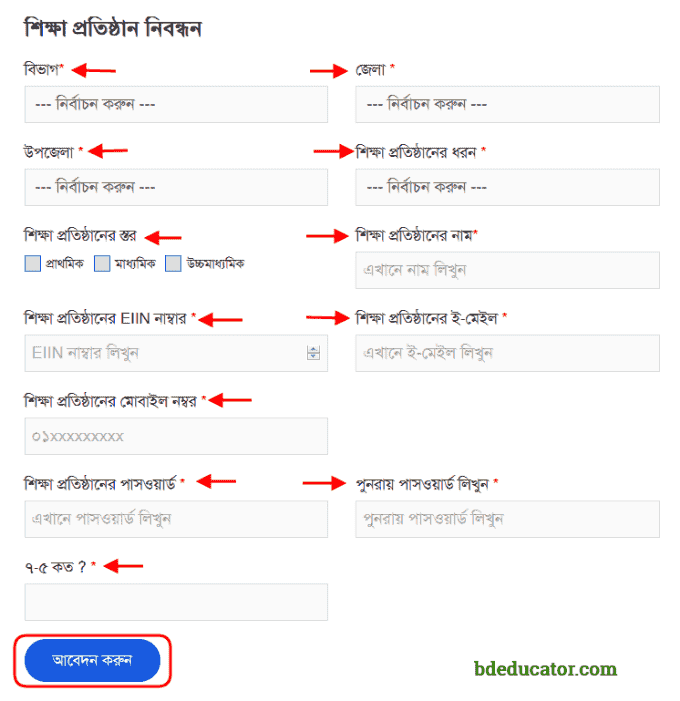 শিক্ষা প্রতিষ্ঠান নিবন্ধন
বিভাগ* জেলা *
--- নির্বাচন করুন --- --- নির্বাচন করুন ---
উপজেলা * শিক্ষা প্রতিষ্ঠানের ধরন *
--- নির্বাচন করুন --- --- নির্বাচন করুন ---
শিক্ষা প্রতিষ্ঠানের স্তর শিক্ষা প্রতিষ্ঠানের নাম*
প্রাথমিক মাধ্যমিক উচ্চমাধ্যমিক
এখানে নাম লিখুন
শিক্ষা প্রতিষ্ঠানের EIIN নাম্বার * শিক্ষা প্রতিষ্ঠানের ই-মেইল *
EIIN নাম্বার লিখুন এখানে ই-মেইল লিখুন
শিক্ষা প্রতিষ্ঠানের মোবাইল নম্বর *
০১xxxxxxxxx
শিক্ষা প্রতিষ্ঠানের পাসওয়ার্ড * পুনরায় পাসওয়ার্ড লিখুন *
এখানে পাসওয়ার্ড লিখুন পুনরায় পাসওয়ার্ড লিখুন
৭-৫ কত ? *
আবেদন করুন
bdeducator.com